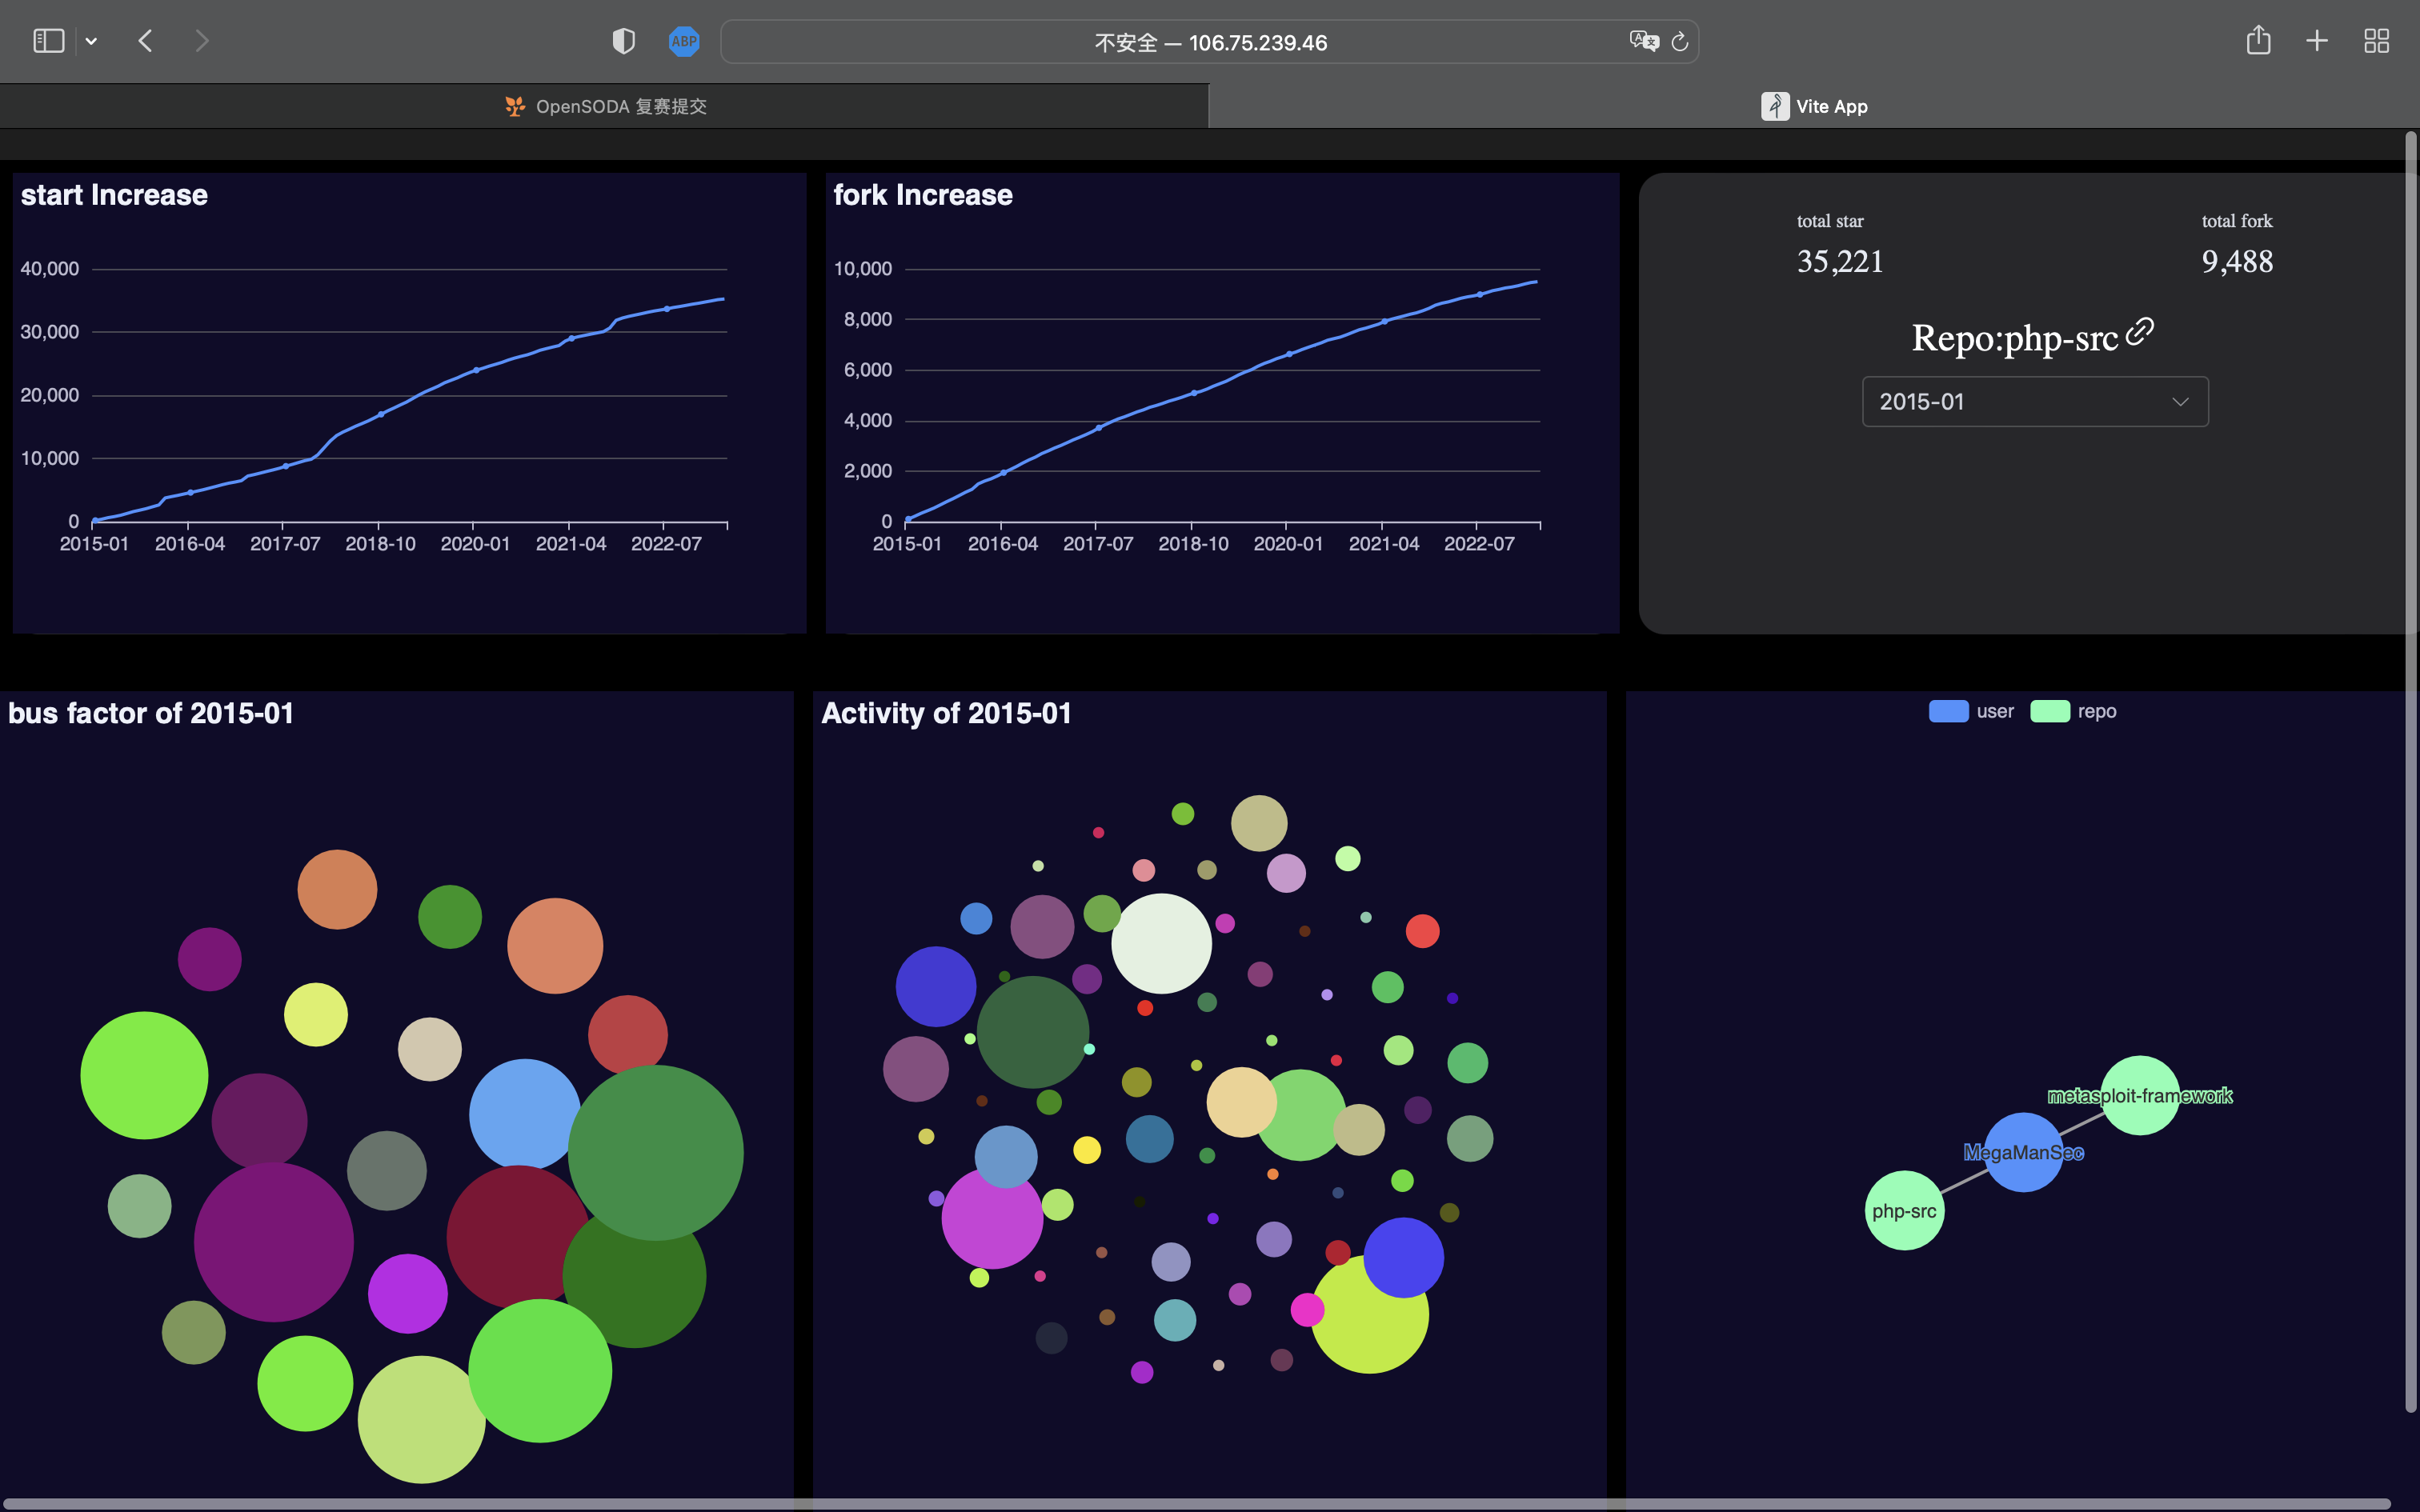 不安全 — 106.75.239.46
ABP
OpenSODA 复赛提交
Vite App
start Increase
40,000
30,000
20,000
10,000
0
2015-01 2016-04 2017-07 2018-10 2020-01 2021-04 2022-07
fork Increase
10,000
8,000
6,000
4,000
2,000
0
2015-01 2016-04 2017-07 2018-10 2020-01 2021-04 2022-07
total star
35,221
total fork
9,488
Repo:php-src
2015-01
bus factor of 2015-01
Activity of 2015-01
user repo
metasploit-framework
MegaManSec
php-src